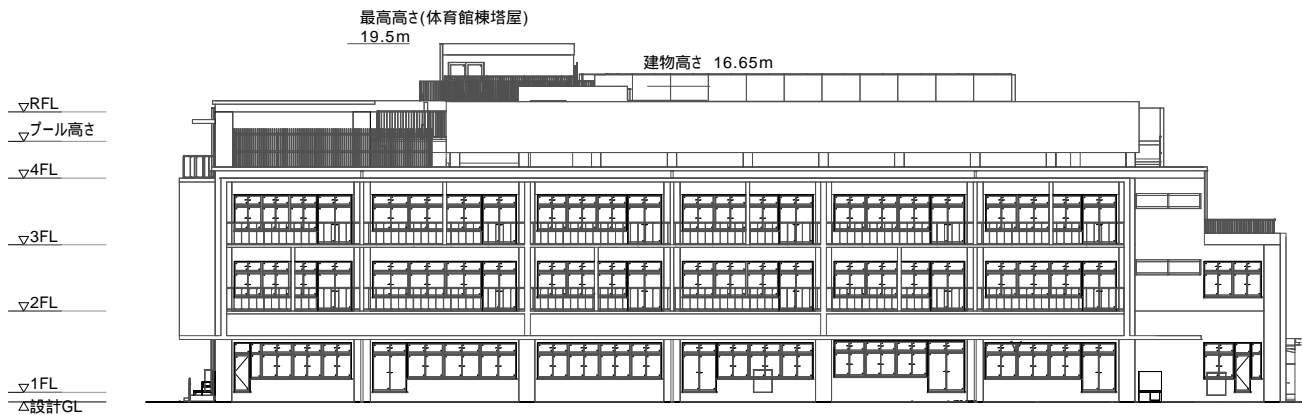 最高高さ(体育館棟塔屋)
19.5m
建物高さ 16.65m
▽RFL
▽プール高さ
▽4FL
▽3FL
▽2FL
▽1FL
△設計GL